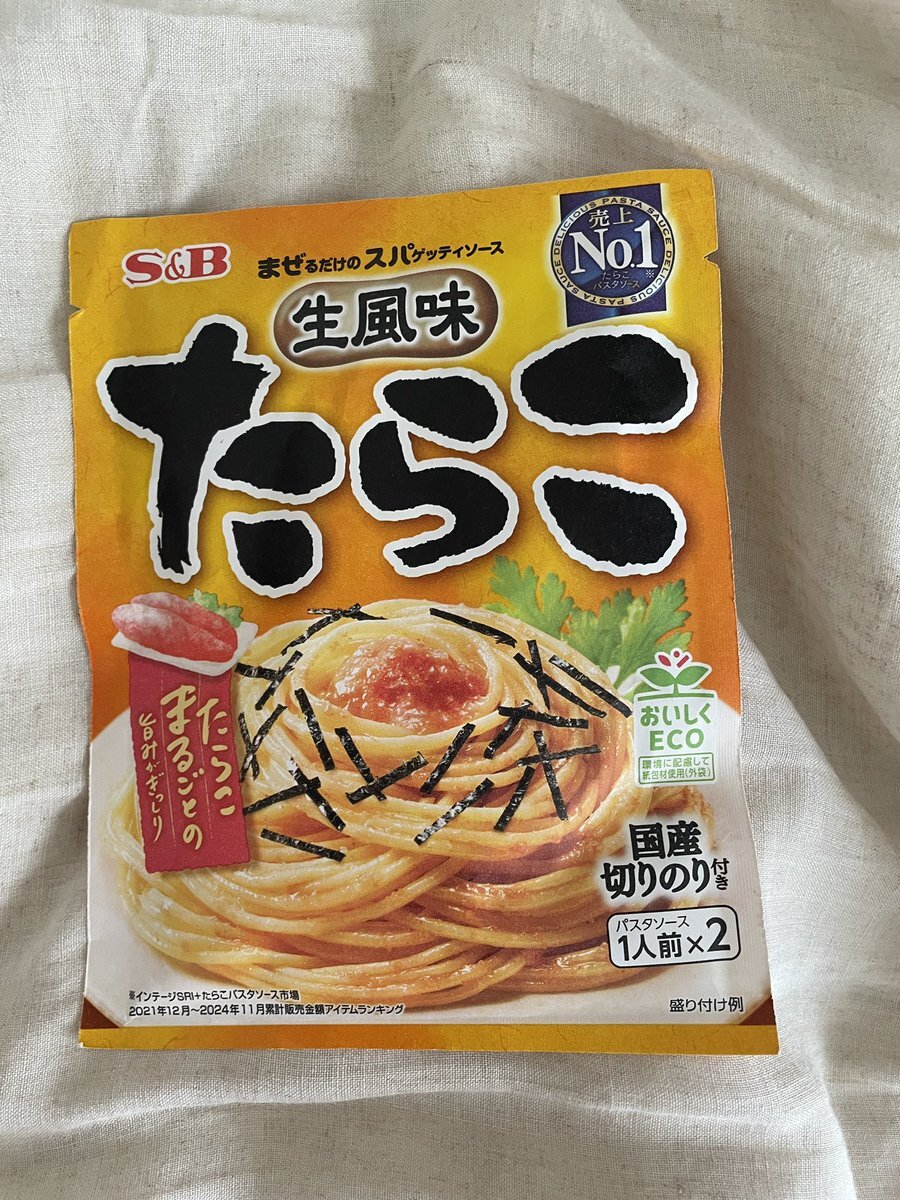 S&B
まぜるだけのスパゲッティソース
生風味
たらこ
DELICIOUS PASTA SAUCE DELICIOUS PASTA SAUCE
売上
No.1
※
たらこ
パスタソース
たらこ
まるごとの
旨みがぎっしり
おいしく
ECO
環境に配慮して
紙包材使用(外袋)
国産
切りのり付き
パスタソース
1人前×2
※インテージSRI+たらこパスタソース市場
2021年12月~2024年11月累計販売金額アイテムランキング
盛り付け例